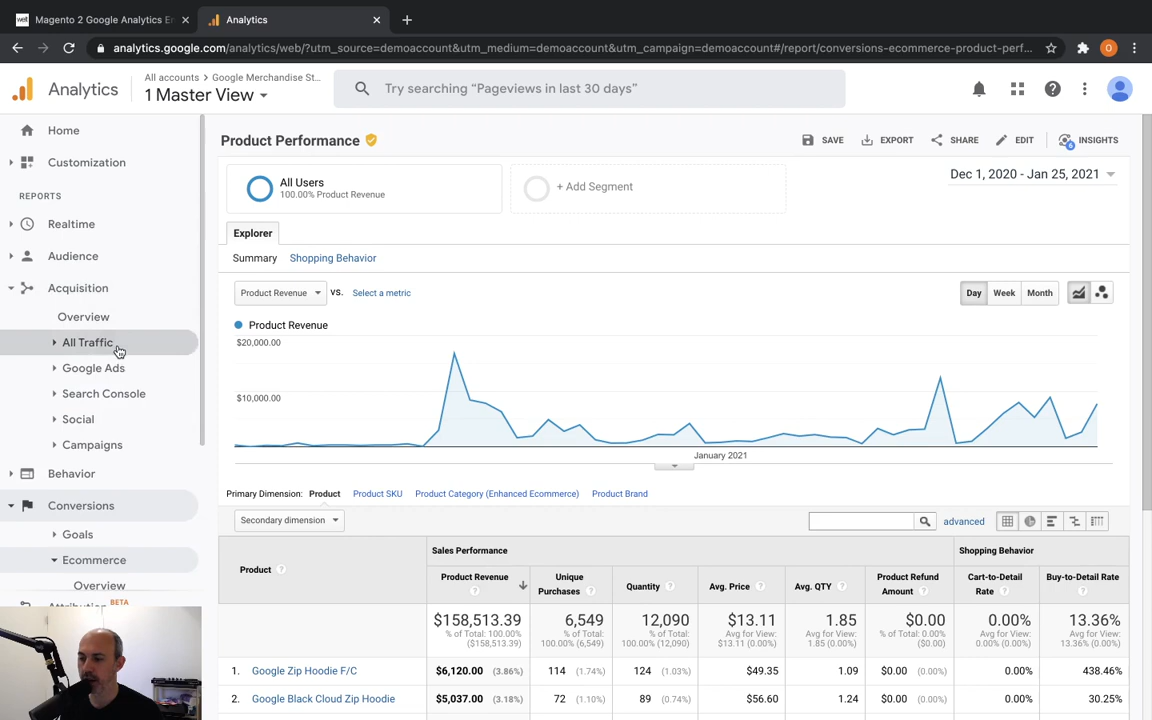 Magento 2 Google Analytics En
Analytics
analytics.google.com/analytics/web/?utm_source=demoaccount&utm_medium=demoaccount&utm_campaign=demoaccount#/report/conversions-ecommerce-product-perf...
O
Analytics
All accounts > Google Merchandise St...
1 Master View
Try searching “Pageviews in last 30 days”
Home
Customization
REPORTS
Realtime
Audience
Acquisition
Overview
All Traffic
Google Ads
Search Console
Social
Campaigns
Behavior
Conversions
Goals
Ecommerce
Overview
Attribution BETA
Product Performance
SAVE EXPORT SHARE EDIT 6 INSIGHTS
All Users
100.00% Product Revenue
+ Add Segment
Dec 1, 2020 - Jan 25, 2021
Explorer
Summary Shopping Behavior
Product Revenue VS. Select a metric
Day Week Month
Product Revenue
$20,000.00
$10,000.00
January 2021
Primary Dimension: Product Product SKU Product Category (Enhanced Ecommerce) Product Brand
Secondary dimension
advanced
Product ?
Sales Performance
Shopping Behavior
Product Revenue ? Unique Purchases ? Quantity ? Avg. Price ? Avg. QTY ? Product Refund Amount ? Cart-to-Detail Rate ? Buy-to-Detail Rate ?
$158,513.39 6,549 12,090 $13.11 1.85 $0.00 0.00% 13.36%
% of Total: 100.00% ($158,513.39) % of Total: 100.00% (6,549) % of Total: 100.00% (12,090) Avg for View: $13.11 (0.00%) Avg for View: 1.85 (0.00%) % of Total: 0.00% ($0.00) Avg for View: 0.00% (0.00%) Avg for View: 13.36% (0.00%)
1. Google Zip Hoodie F/C $6,120.00 (3.86%) 114 (1.74%) 124 (1.03%) $49.35 1.09 $0.00 (0.00%) 0.00% 438.46%
2. Google Black Cloud Zip Hoodie $5,037.00 (3.18%) 72 (1.10%) 89 (0.74%) $56.60 1.24 $0.00 (0.00%) 0.00% 30.25%